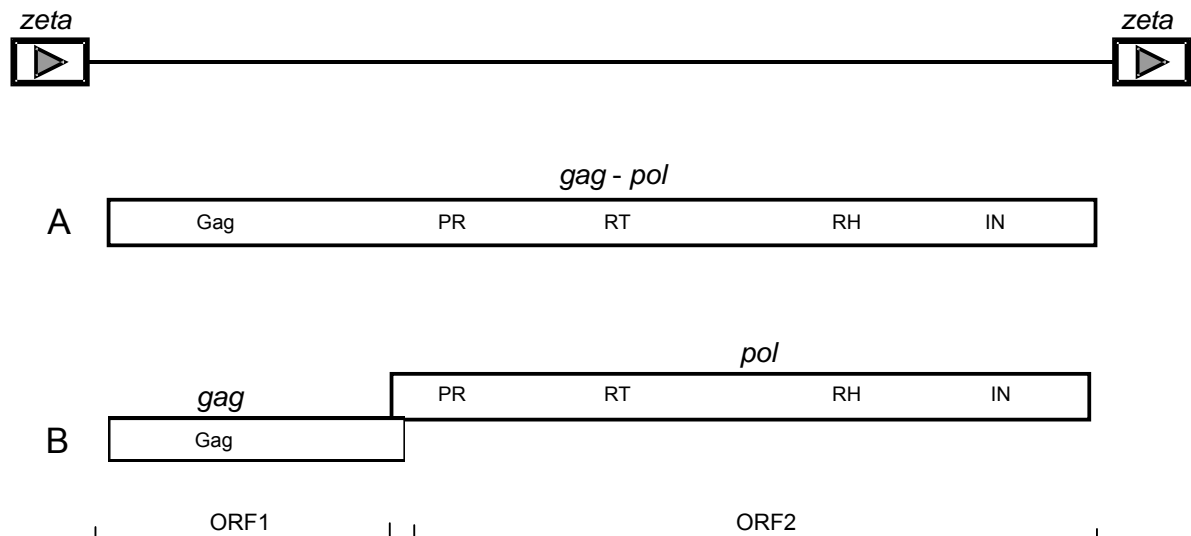 zeta zeta
gag - pol
A Gag PR RT RH IN
pol
PR RT RH IN
gag
B Gag
ORF1 ORF2